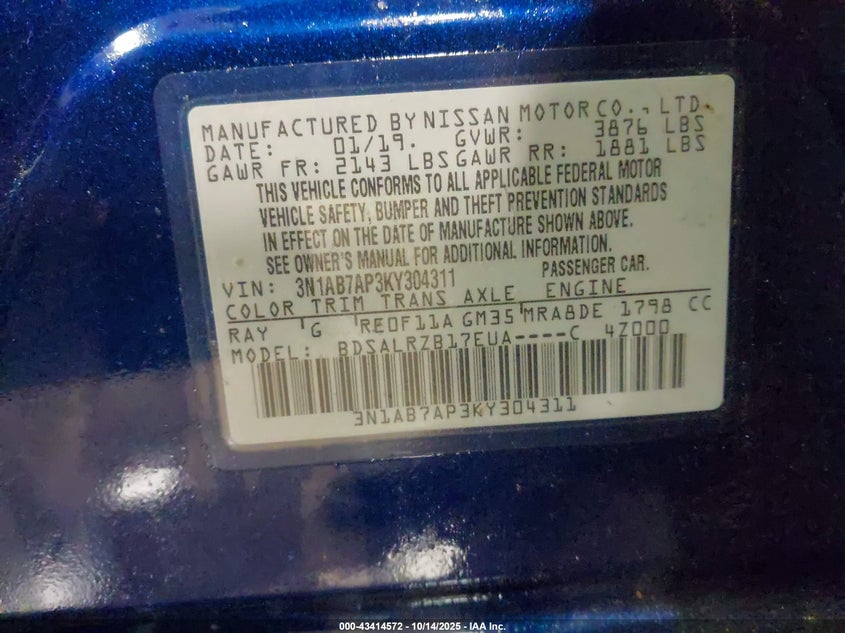 MANUFACTURED BY NISSAN MOTOR CO., LTD.
DATE: 01/19. GVWR: 3876 LBS
GAWR FR: 2143 LBS GAWR RR: 1881 LBS
THIS VEHICLE CONFORMS TO ALL APPLICABLE FEDERAL MOTOR
VEHICLE SAFETY, BUMPER AND THEFT PREVENTION STANDARDS
IN EFFECT ON THE DATE OF MANUFACTURE SHOWN ABOVE.
SEE OWNER'S MANUAL FOR ADDITIONAL INFORMATION.
VIN: 3N1AB7AP3KY304311 PASSENGER CAR.
COLOR TRIM TRANS AXLE ENGINE
RAY G RE0F11A GM35 MRA8DE 1798 CC
MODEL: BDSALRZB17EUA----C 4Z000
3N1AB7AP3KY304311
000-43414572 - 10/14/2025 - IAA Inc.